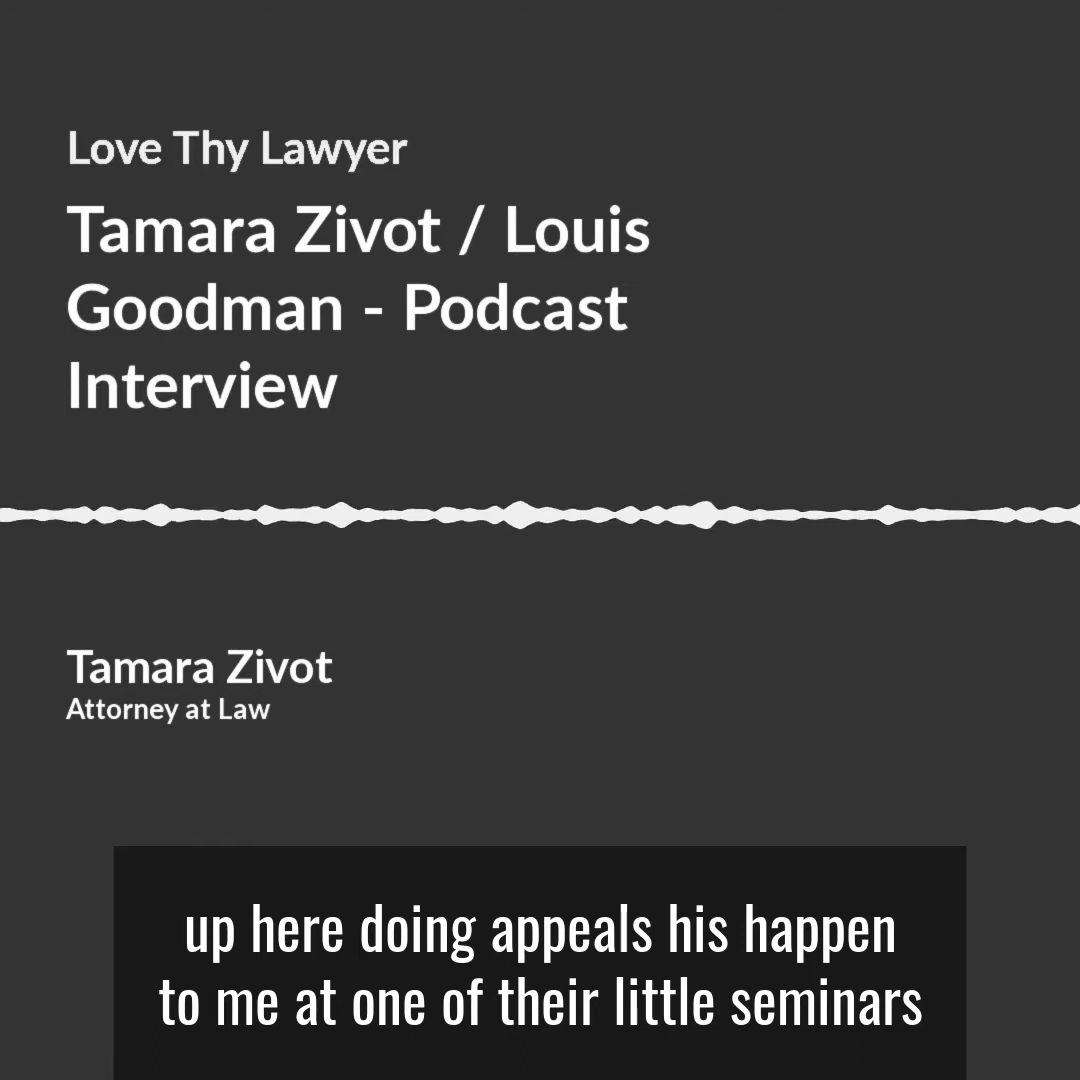 Love Thy Lawyer
Tamara Zivot / Louis
Goodman - Podcast
Interview
Tamara Zivot
Attorney at Law
up here doing appeals his happen
to me at one of their little seminars